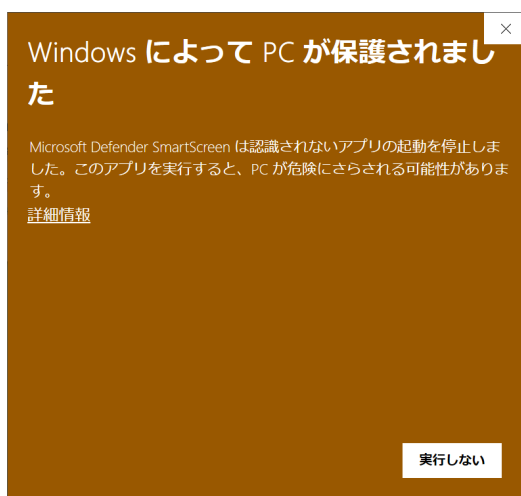 Windows によって PC が保護されまし
た
Microsoft Defender SmartScreen は認識されないアプリの起動を停止しま
した。このアプリを実行すると、PC が危険にさらされる可能性がありま
す。
詳細情報
実行しない